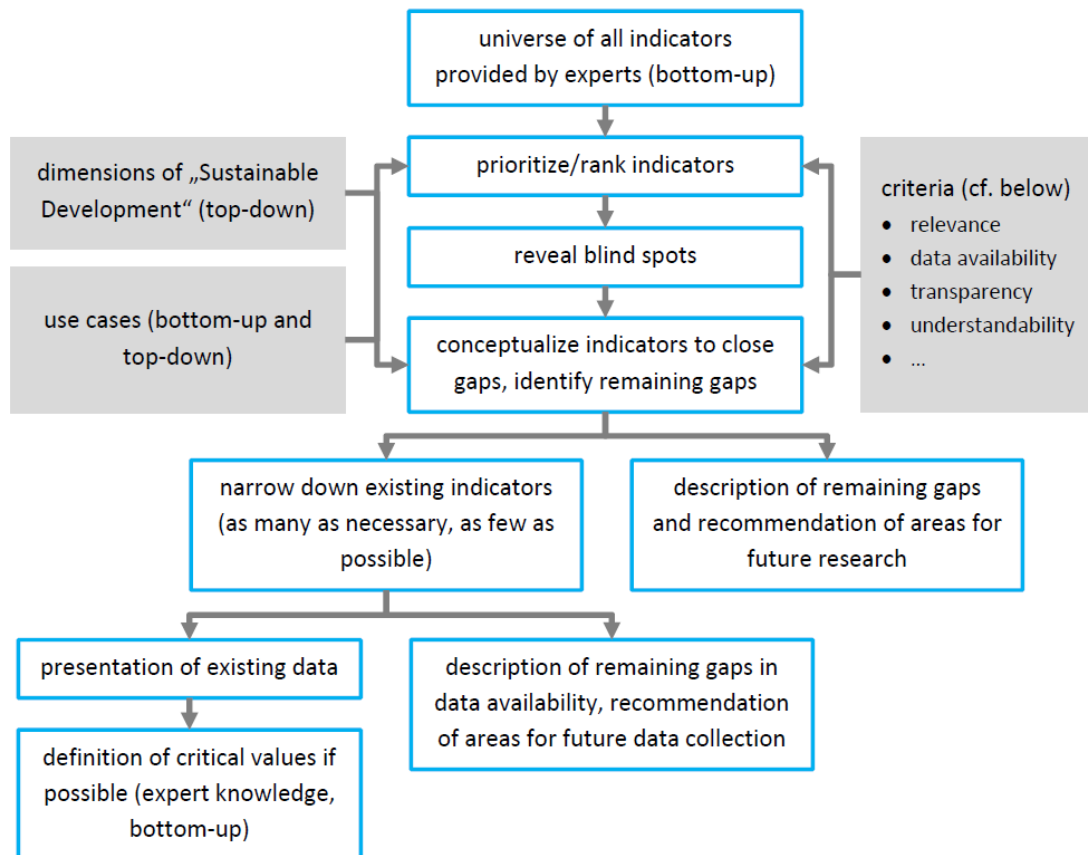 universe of all indicators
provided by experts (bottom-up)
dimensions of „Sustainable
Development“ (top-down)
prioritize/rank indicators
criteria (cf. below)
• relevance
• data availability
• transparency
• understandability
• ...
reveal blind spots
use cases (bottom-up and
top-down)
conceptualize indicators to close
gaps, identify remaining gaps
narrow down existing indicators
(as many as necessary, as few as
possible)
description of remaining gaps
and recommendation of areas for
future research
presentation of existing data
description of remaining gaps in
data availability, recommendation
of areas for future data collection
definition of critical values if
possible (expert knowledge,
bottom-up)